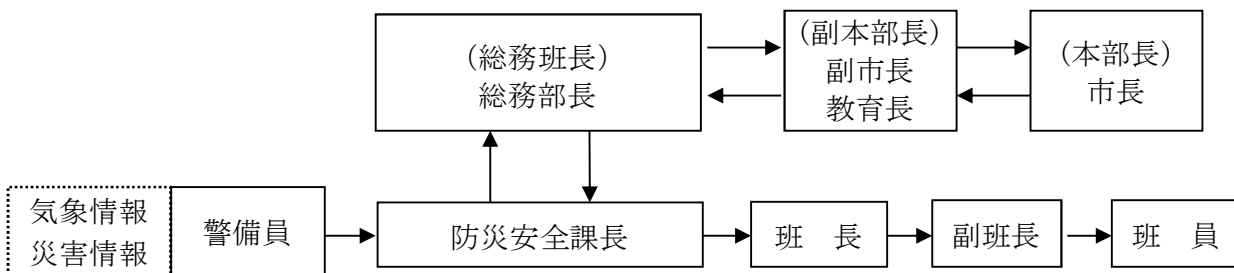 (総務班長)
総務部長
(副本部長)
副市長
教育長
(本部長)
市長
気象情報
災害情報
警備員
防災安全課長
班　長
副班長
班　員